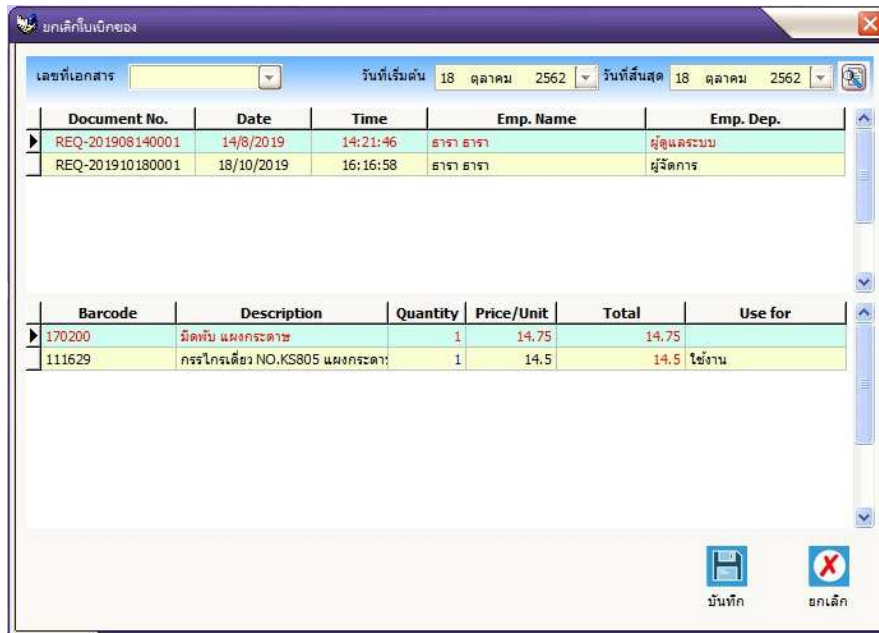 ยกเลิกใบเบิกของ
เลขที่เอกสาร วันที่เริ่มต้น 18 ตุลาคม 2562 วันที่สิ้นสุด 18 ตุลาคม 2562
Document No. Date Time Emp. Name Emp. Dep.
REQ-201908140001 14/8/2019 14:21:46 ธารา ธารา ผู้ดูแลระบบ
REQ-201910180001 18/10/2019 16:16:58 ธารา ธารา ผู้จัดการ
Barcode Description Quantity Price/Unit Total Use for
170200 มีดพับ แผงกระดาษ 1 14.75 14.75
111629 กรรไกรเดี่ยว NO.KS805 แผงกระดา 1 14.5 14.5 ใช้งาน
บันทึก ยกเลิก